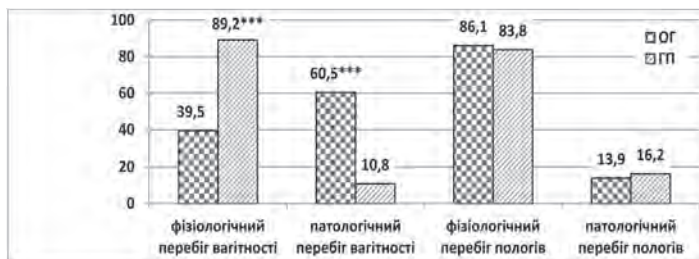 100
80
60
40
20
0
39,5
89,2***
60,5***
10,8
86,1
83,8
13,9
16,2
ОГ
ГП
фізіологічний
перебіг вагітності
патологічний
перебіг вагітності
фізіологічний
перебіг пологів
патологічний
перебіг пологів